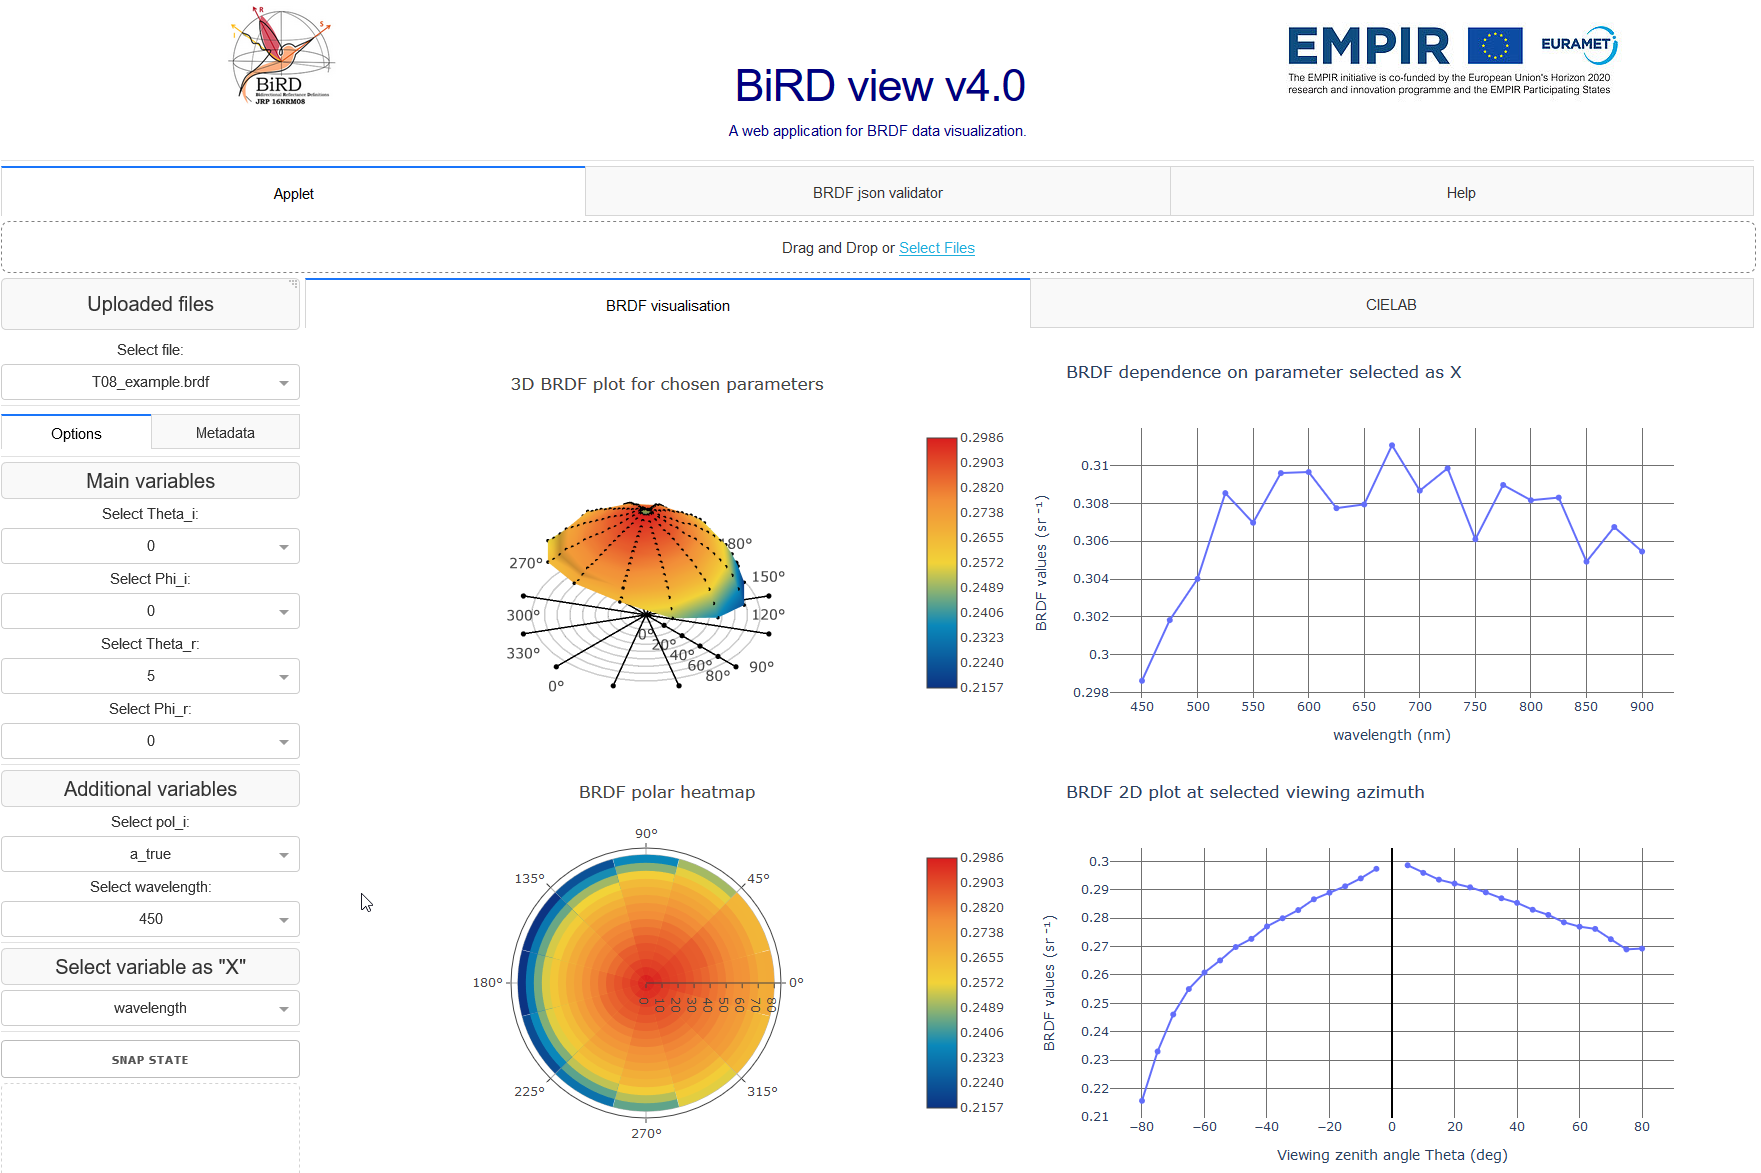 R
S
I
BiRD
Bidirectional Reflectance Definitions
JRP 16NRM08
BiRD view v4.0
A web application for BRDF data visualization.
EMPIR
EURAMET
The EMPIR initiative is co-funded by the European Union's Horizon 2020
research and innovation programme and the EMPIR Participating States
Applet
BRDF json validator
Help
Drag and Drop or Select Files
Uploaded files
Select file:
T08_example.brdf
Options
Metadata
Main variables
Select Theta_i:
0
Select Phi_i:
0
Select Theta_r:
5
Select Phi_r:
0
Additional variables
Select pol_i:
a_true
Select wavelength:
450
Select variable as "X"
wavelength
SNAP STATE
BRDF visualisation
CIELAB
3D BRDF plot for chosen parameters
270°
300°
330°
0°
180°
150°
120°
90°
0°
20°
40°
60°
80°
0.2986
0.2903
0.2820
0.2738
0.2655
0.2572
0.2489
0.2406
0.2323
0.2240
0.2157
BRDF dependence on parameter selected as X
BRDF values (sr⁻¹)
0.31
0.308
0.306
0.304
0.302
0.3
0.298
450 500 550 600 650 700 750 800 850 900
wavelength (nm)
BRDF polar heatmap
90°
135°
45°
180°
0°
225°
315°
270°
0 10 20 30 40 50 60 70 80
0.2986
0.2903
0.2820
0.2738
0.2655
0.2572
0.2489
0.2406
0.2323
0.2240
0.2157
BRDF 2D plot at selected viewing azimuth
BRDF values (sr⁻¹)
0.3
0.29
0.28
0.27
0.26
0.25
0.24
0.23
0.22
0.21
−80 −60 −40 −20 0 20 40 60 80
Viewing zenith angle Theta (deg)